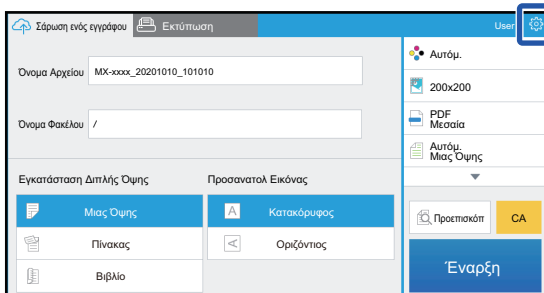 Σάρωση ενός εγγράφου
Εκτύπωση
User
Όνομα Αρχείου
MX-xxxx_20201010_101010
Όνομα Φακέλου
/
Εγκατάσταση Διπλής Όψης
Προσανατολ Εικόνας
Μιας Όψης
A
Κατακόρυφος
Πίνακας
A
Οριζόντιος
Βιβλίο
Αυτόμ.
200x200
PDF
Μεσαία
Αυτόμ.
Μιας Όψης
Προεπισκόπ
CA
Έναρξη